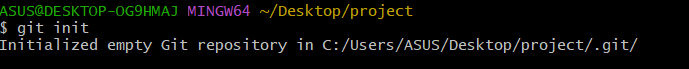 ASUS@DESKTOP-OG9HMAJ MINGW64 ~/Desktop/project
$ git init
Initialized empty Git repository in C:/Users/ASUS/Desktop/project/.git/